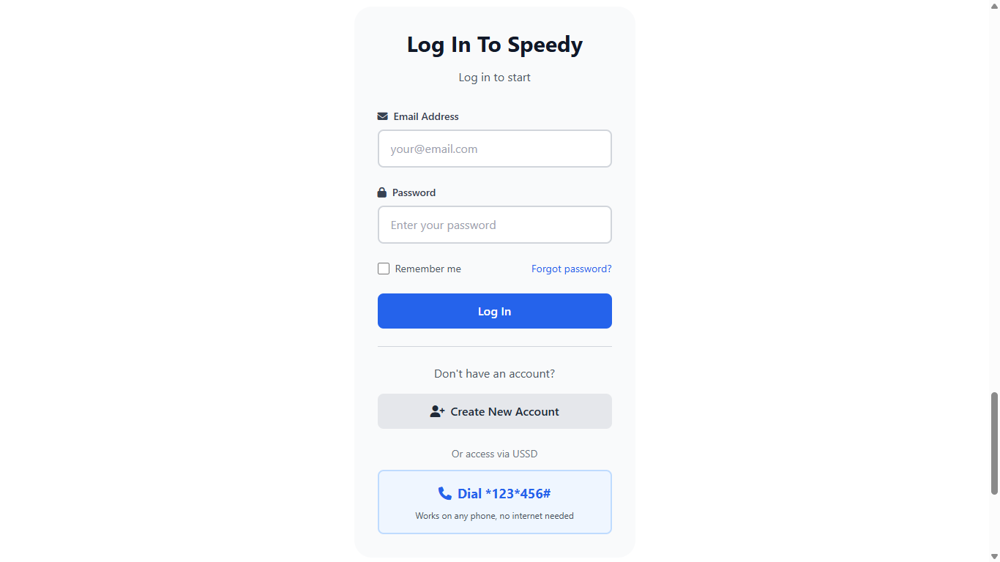 Log In To Speedy
Log in to start
Email Address
your@email.com
Password
Enter your password
Remember me
Forgot password?
Log In
Don't have an account?
Create New Account
Or access via USSD
Dial *123*456#
Works on any phone, no internet needed